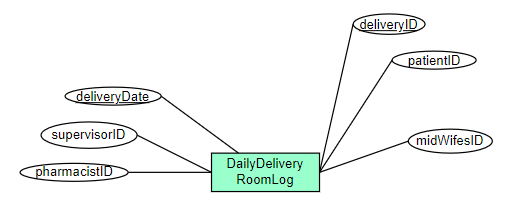 deliveryID
patientID
deliveryDate
supervisorID
midWifesID
pharmacistID
DailyDelivery
RoomLog